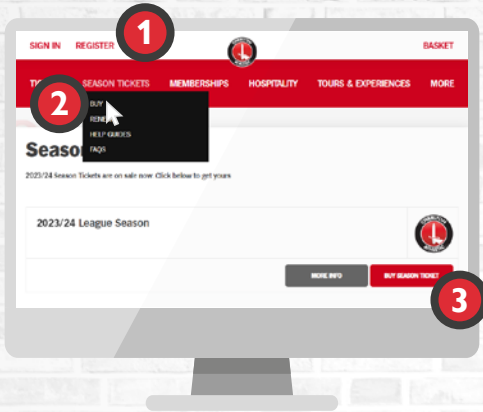 1
SIGN IN REGISTER BASKET
SEASON TICKETS MEMBERSHIPS HOSPITALITY TOURS & EXPERIENCES MORE
2
BUY
HELP GUIDES
FAQS
2023/24 Season Tickets are on sale now. Click below to get yours
2023/24 League Season
MORE INFO BUY SEASON TICKET
3